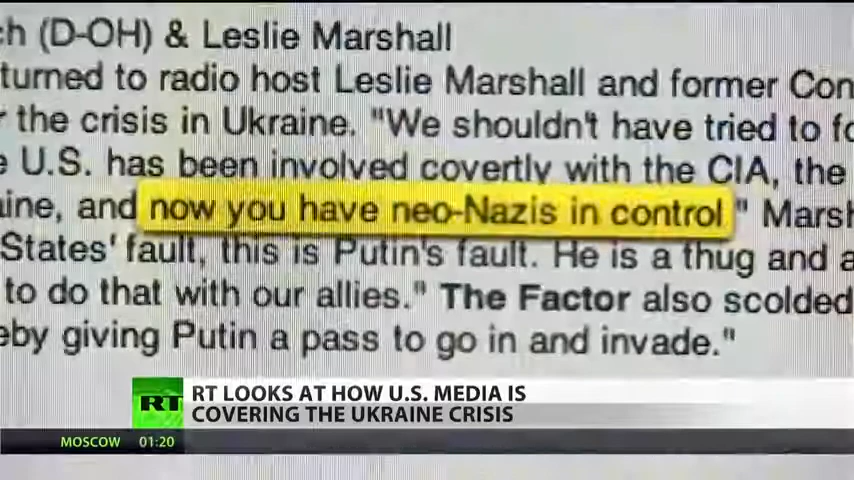 ch (D-OH) & Leslie Marshall
turned to radio host Leslie Marshall and former Con
the crisis in Ukraine. "We shouldn't have tried to fo
U.S. has been involved covertly with the CIA, the
ine, and now you have neo-Nazis in control" Marsh
States' fault, this is Putin's fault. He is a thug and a
to do that with our allies." The Factor also scolded
eby giving Putin a pass to go in and invade."
RT RT LOOKS AT HOW U.S. MEDIA IS
COVERING THE UKRAINE CRISIS
MOSCOW 01:20